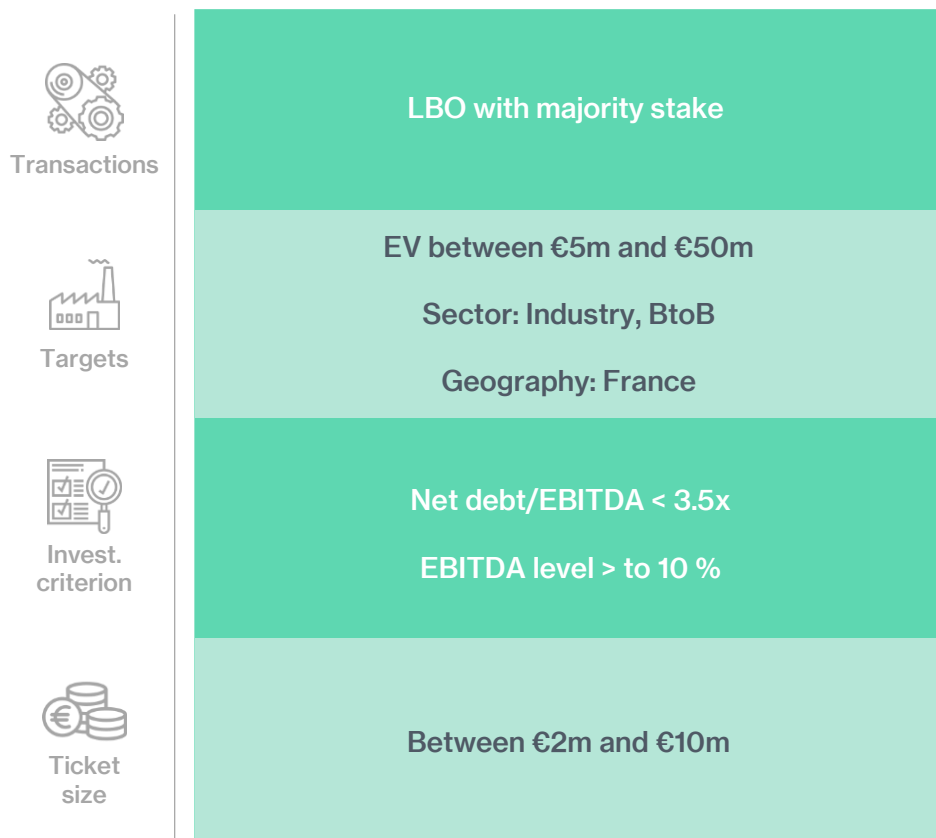 Transactions
LBO with majority stake
Targets
EV between €5m and €50m
Sector: Industry, BtoB
Geography: France
Invest.
criterion
Net debt/EBITDA < 3.5x
EBITDA level > to 10 %
Ticket
size
Between €2m and €10m